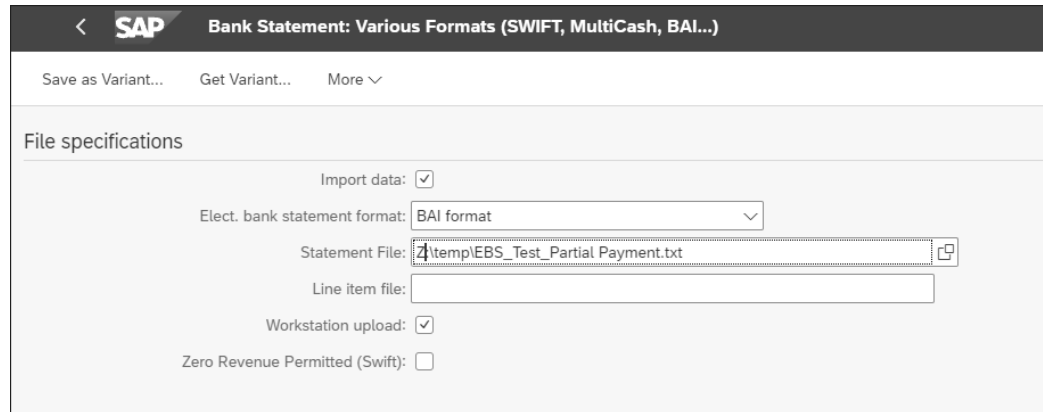 SAP Bank Statement: Various Formats (SWIFT, MultiCash, BAI...)
Save as Variant... Get Variant... More
File specifications
Import data:
Elect. bank statement format: BAI format
Statement File: Z:\temp\EBS_Test_Partial Payment.txt
Line item file:
Workstation upload:
Zero Revenue Permitted (Swift):